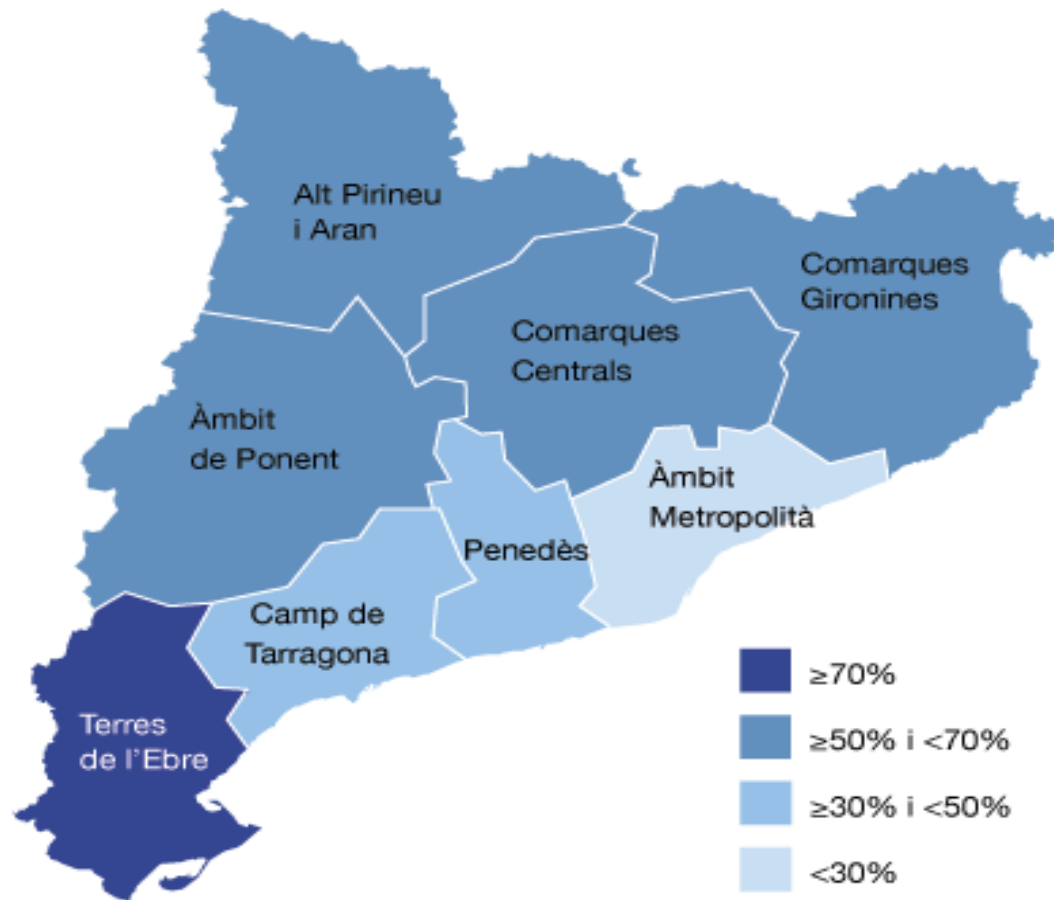 Alt Pirineu
i Aran
Comarques
Gironines
Comarques
Centrals
Àmbit
de Ponent
Àmbit
Metropolità
Penedès
Camp de
Tarragona
Terres
de l'Ebre
≥70%
≥50% i <70%
≥30% i <50%
<30%